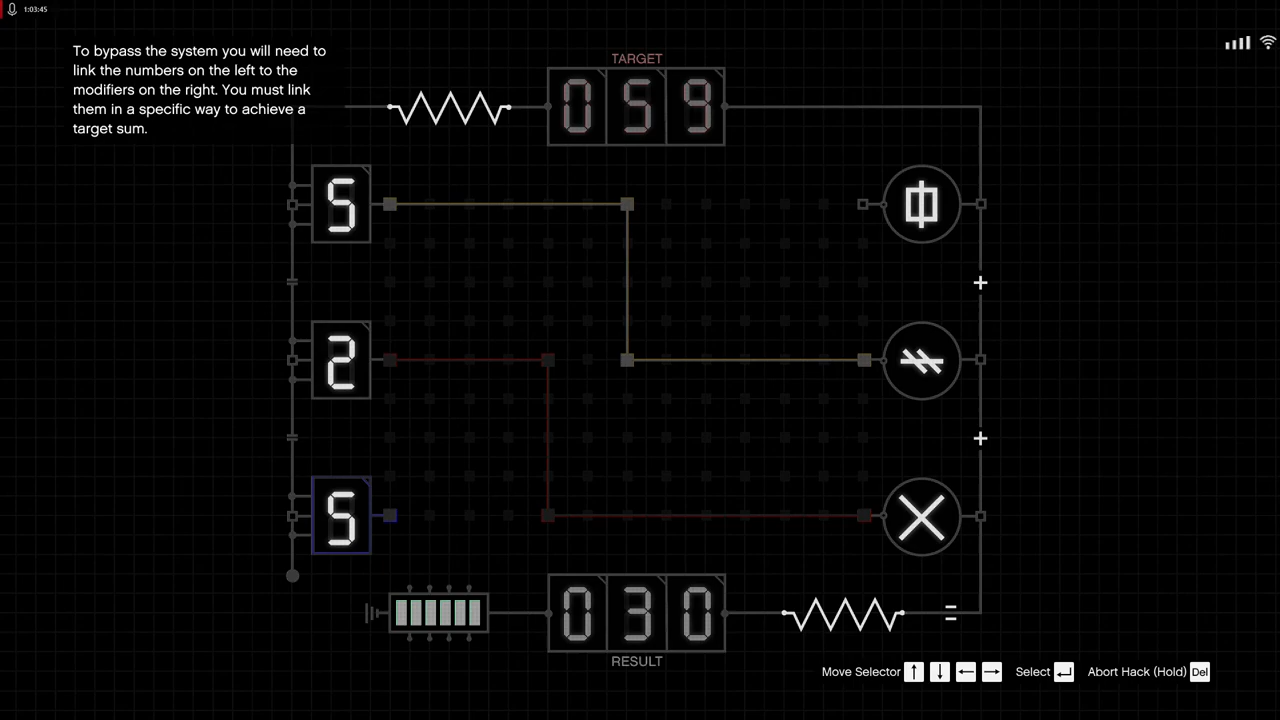 1:03:45
To bypass the system you will need to
link the numbers on the left to the
modifiers on the right. You must link
them in a specific way to achieve a
target sum.
TARGET
059
5
+
2
+
5
030
=
RESULT
Move Selector ↑ ↓ ← → Select ↵ Abort Hack (Hold) Del